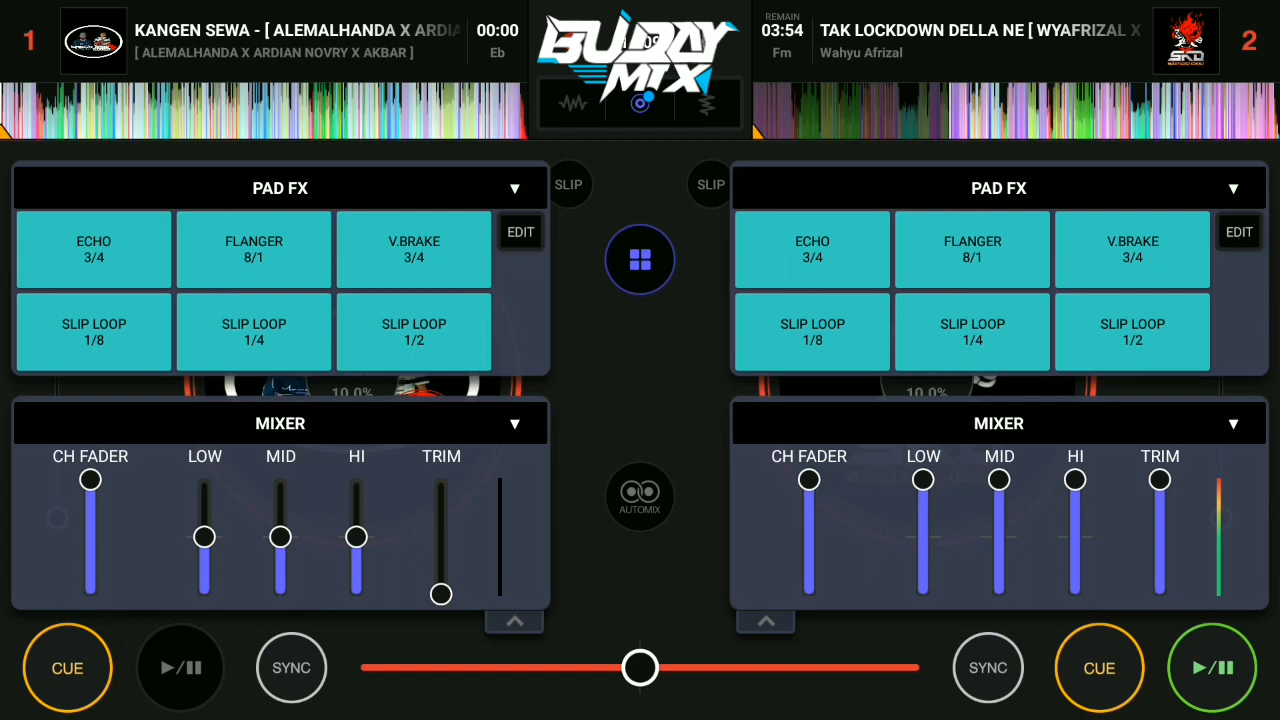 1
KANGEN SEWA - [ ALEMALHANDA X ARDIA
[ ALEMALHANDA X ARDIAN NOVRY X AKBAR ]
00:00
Eb
BUDAY
MIX
REMAIN
03:54
Fm
TAK LOCKDOWN DELLA NE [ WYAFRIZAL X
Wahyu Afrizal
SKD
2
SLIP
SLIP
PAD FX ▼
ECHO
3/4
FLANGER
8/1
V.BRAKE
3/4
EDIT
SLIP LOOP
1/8
SLIP LOOP
1/4
SLIP LOOP
1/2
PAD FX ▼
ECHO
3/4
FLANGER
8/1
V.BRAKE
3/4
EDIT
SLIP LOOP
1/8
SLIP LOOP
1/4
SLIP LOOP
1/2
10.0%
10.0%
MIXER ▼
CH FADER LOW MID HI TRIM
AUTOMIX
MIXER ▼
CH FADER LOW MID HI TRIM
CUE
SYNC
SYNC
CUE